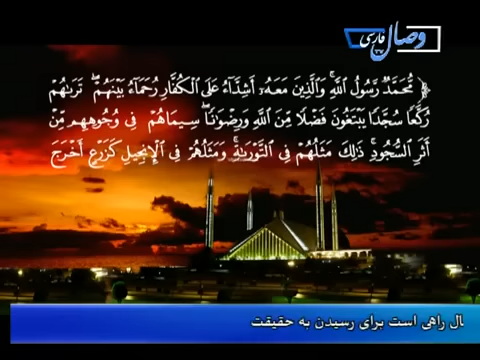 وصال فارسی
﴿ مُّحَمَّدٌ رَّسُولُ اللَّهِ ۚ وَالَّذِينَ مَعَهُ أَشِدَّاءُ عَلَى الْكُفَّارِ رُحَمَاءُ بَيْنَهُمْ ۖ تَرَاهُمْ
رُكَّعًا سُجَّدًا يَبْتَغُونَ فَضْلًا مِّنَ اللَّهِ وَرِضْوَانًا ۖ سِيمَاهُمْ فِي وُجُوهِهِم مِّنْ
أَثَرِ السُّجُودِ ۚ ذَٰلِكَ مَثَلُهُمْ فِي التَّوْرَاةِ ۚ وَمَثَلُهُمْ فِي الْإِنجِيلِ كَزَرْعٍ أَخْرَجَ
ال راهی است برای رسیدن به حقیقت